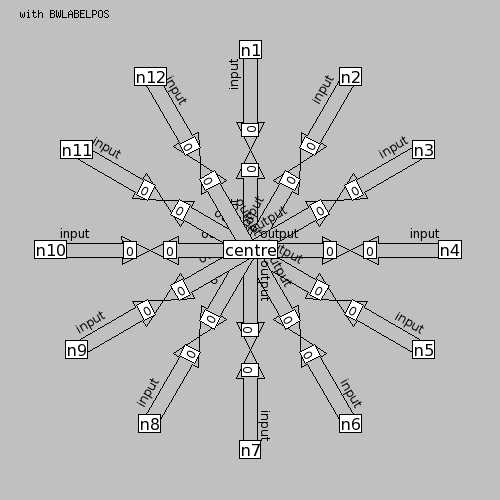 with BWLABELPOS
n1
input
n12
input
n2
input
0
0
0
n11
input
n3
input
0
0
0
0
0
0
0
output
output
n10
input
0
0
centre
output
0
0
input
n4
output
output
output
0
0
0
0
0
0
n9
input
n5
input
0
0
0
0
n8
input
n6
input
n7
input